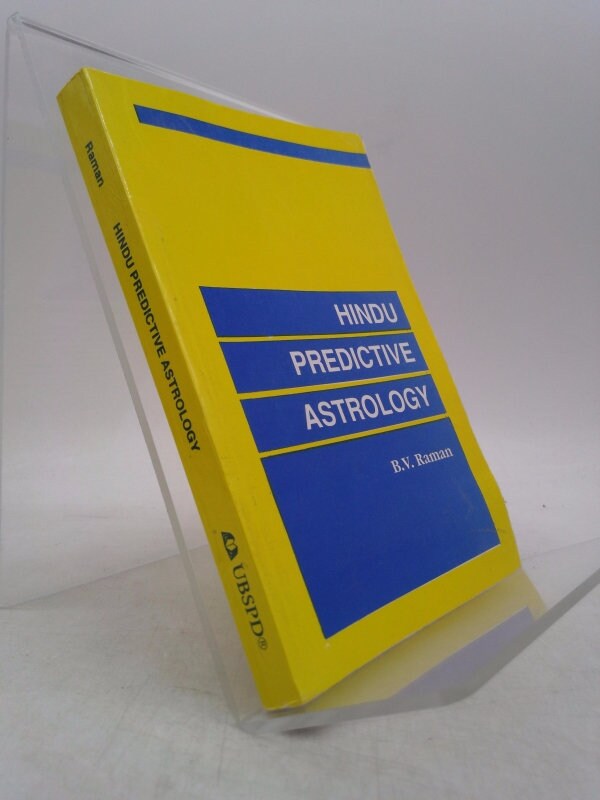 Raman
HINDU PREDICTIVE ASTROLOGY
UBSPD®
HINDU
PREDICTIVE
ASTROLOGY
B.V. Raman